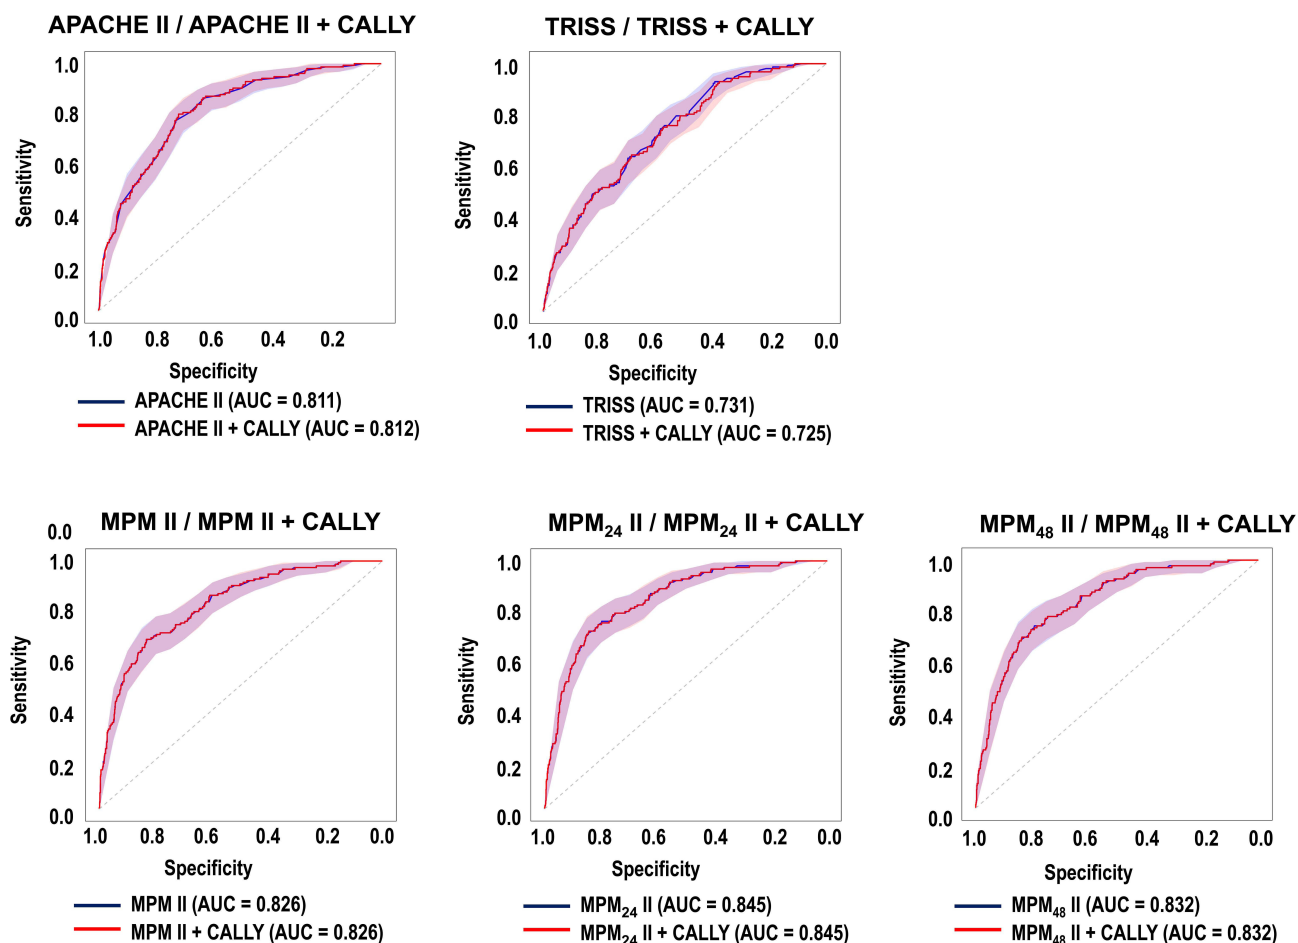 APACHE II / APACHE II + CALLY
1.0
0.8
0.6
0.4
0.2
0.0
Sensitivity
1.0 0.8 0.6 0.4 0.2
Specificity
APACHE II (AUC = 0.811)
APACHE II + CALLY (AUC = 0.812)
TRISS / TRISS + CALLY
1.0
0.8
0.6
0.4
0.2
0.0
Sensitivity
1.0 0.8 0.6 0.4 0.2 0.0
Specificity
TRISS (AUC = 0.731)
TRISS + CALLY (AUC = 0.725)
0.0
MPM II / MPM II + CALLY
1.0
0.8
0.6
0.4
0.2
0.0
Sensitivity
1.0 0.8 0.6 0.4 0.2 0.0
Specificity
MPM II (AUC = 0.826)
MPM II + CALLY (AUC = 0.826)
MPM24 II / MPM24 II + CALLY
1.0
0.8
0.6
0.4
0.2
0.0
Sensitivity
1.0 0.8 0.6 0.4 0.2 0.0
Specificity
MPM24 II (AUC = 0.845)
MPM24 II + CALLY (AUC = 0.845)
MPM48 II / MPM48 II + CALLY
1.0
0.8
0.6
0.4
0.2
0.0
Sensitivity
1.0 0.8 0.6 0.4 0.2 0.0
Specificity
MPM48 II (AUC = 0.832)
MPM48 II + CALLY (AUC = 0.832)